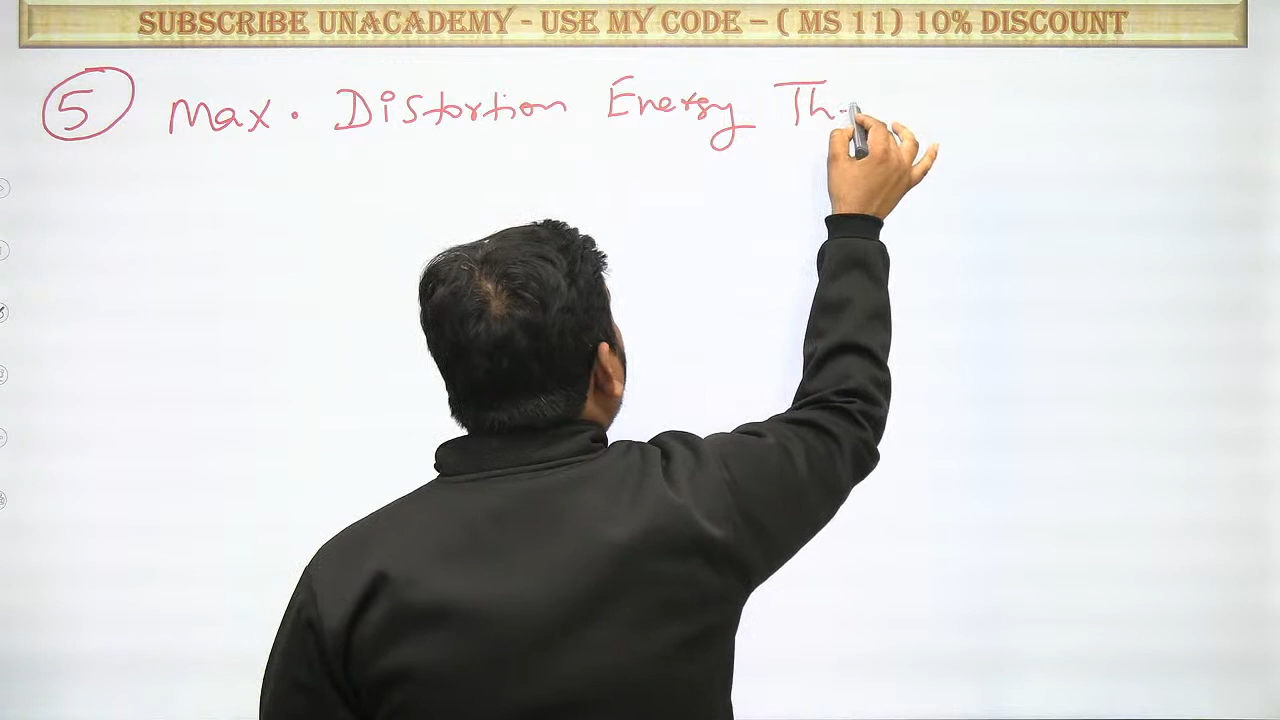 SUBSCRIBE UNACADEMY - USE MY CODE – ( MS 11) 10% DISCOUNT
5 Max. Distortion Energy Th.